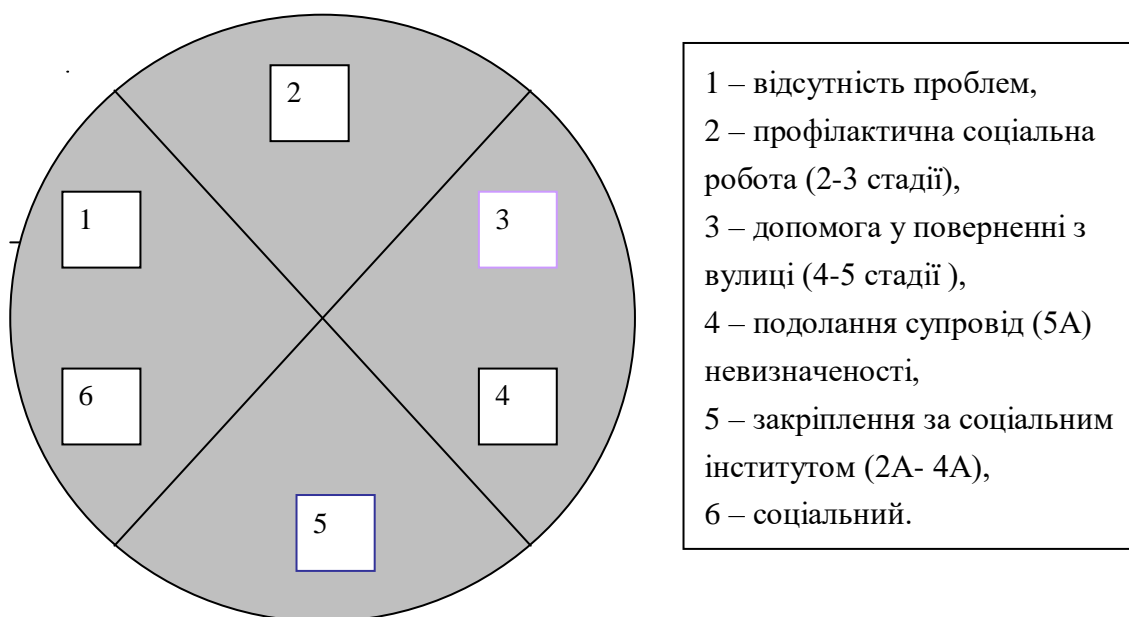 2
1
3
6
4
5
1 – відсутність проблем,
2 – профілактична соціальна
робота (2-3 стадії),
3 – допомога у поверненні з
вулиці (4-5 стадії ),
4 – подолання супровід (5А)
невизначеності,
5 – закріплення за соціальним
інститутом (2А- 4А),
6 – соціальний.